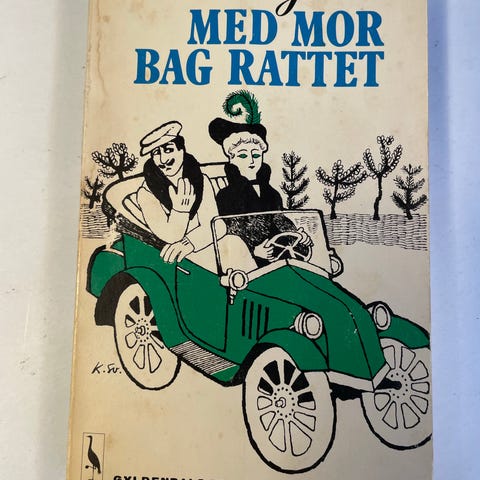 MED MOR
BAG RATTET
K. Sv.